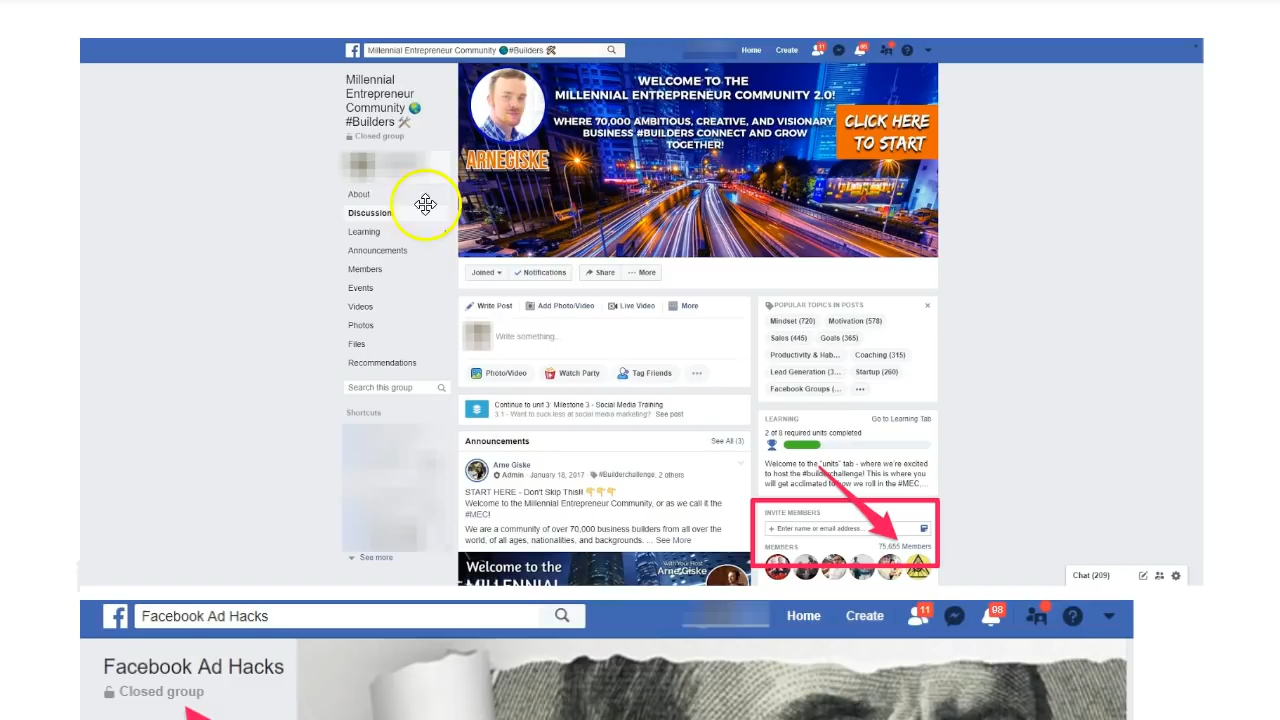 Millennial Entrepreneur Community 🌎#Builders 🛠
Home
Create
11
Millennial
Entrepreneur
Community 🌎
#Builders 🛠
Closed group
About
Discussion
Learning
Announcements
Members
Events
Videos
Photos
Files
Recommendations
Search this group
Shortcuts
See more
WELCOME TO THE
MILLENNIAL ENTREPRENEUR COMMUNITY 2.0!
WHERE 70,000 AMBITIOUS, CREATIVE, AND VISIONARY
BUSINESS #BUILDERS CONNECT AND GROW
TOGETHER!
ARNEGISKE
CLICK HERE
TO START
Joined
Notifications
Share
More
Write Post
Add Photo/Video
Live Video
More
Write something...
Photo/Video
Watch Party
Tag Friends
Continue to unit 3: Milestone 3 - Social Media Training
3.1 - Want to suck less at social media marketing? See post
Announcements
See All (3)
Arne Giske
Admin · January 18, 2017 · #Builderchallenge, 2 others
START HERE - Don't Skip This!! 👇👇👇
Welcome to the Millennial Entrepreneur Community, or as we call it the
#MEC!
We are a community of over 70,000 business builders from all over the
world, of all ages, nationalities, and backgrounds. ... See More
Welcome to the
With Your Host
Arne Giske
MILLENNIAL
POPULAR TOPICS IN POSTS
Mindset (720)
Motivation (578)
Sales (445)
Goals (365)
Productivity & Hab...
Coaching (315)
Lead Generation (3...
Startup (260)
Facebook Groups (...
LEARNING
Go to Learning Tab
2 of 8 required units completed
Welcome to the "units" tab - where we're excited
to host the #builderchallenge! This is where you
will get acclimated to how we roll in the #MEC,...
INVITE MEMBERS
+ Enter name or email address...
MEMBERS
75,655 Members
Chat (209)
Facebook Ad Hacks
Home
Create
11
98
Facebook Ad Hacks
Closed group